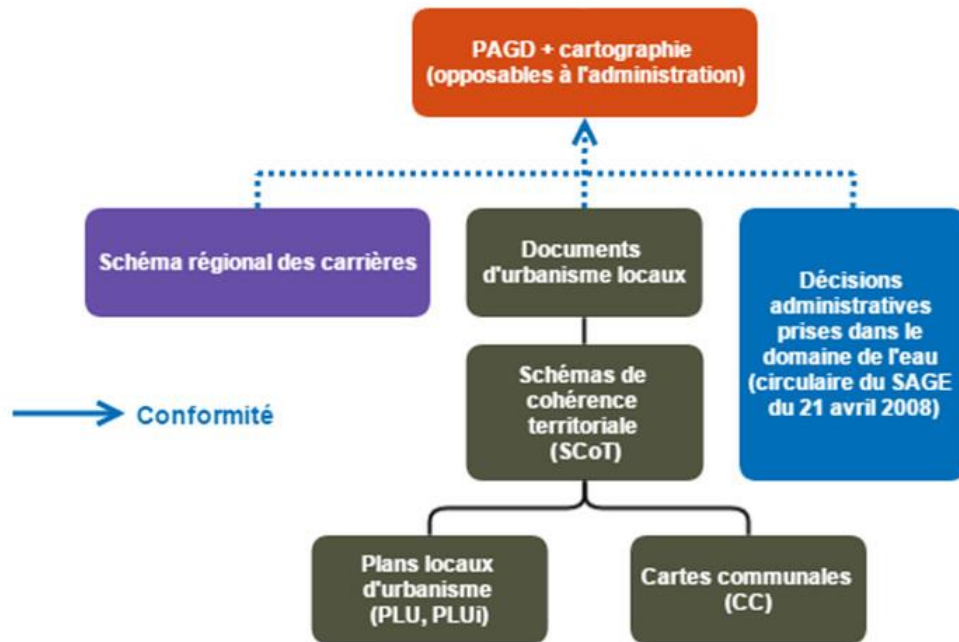 PAGD + cartographie
(opposables à l'administration)
Schéma régional des carrières
Documents
d'urbanisme locaux
Décisions
administratives
prises dans le
domaine de l'eau
(circulaire du SAGE
du 21 avril 2008)
Schémas de
cohérence
territoriale
(SCoT)
Conformité
Plans locaux
d'urbanisme
(PLU, PLUi)
Cartes communales
(CC)